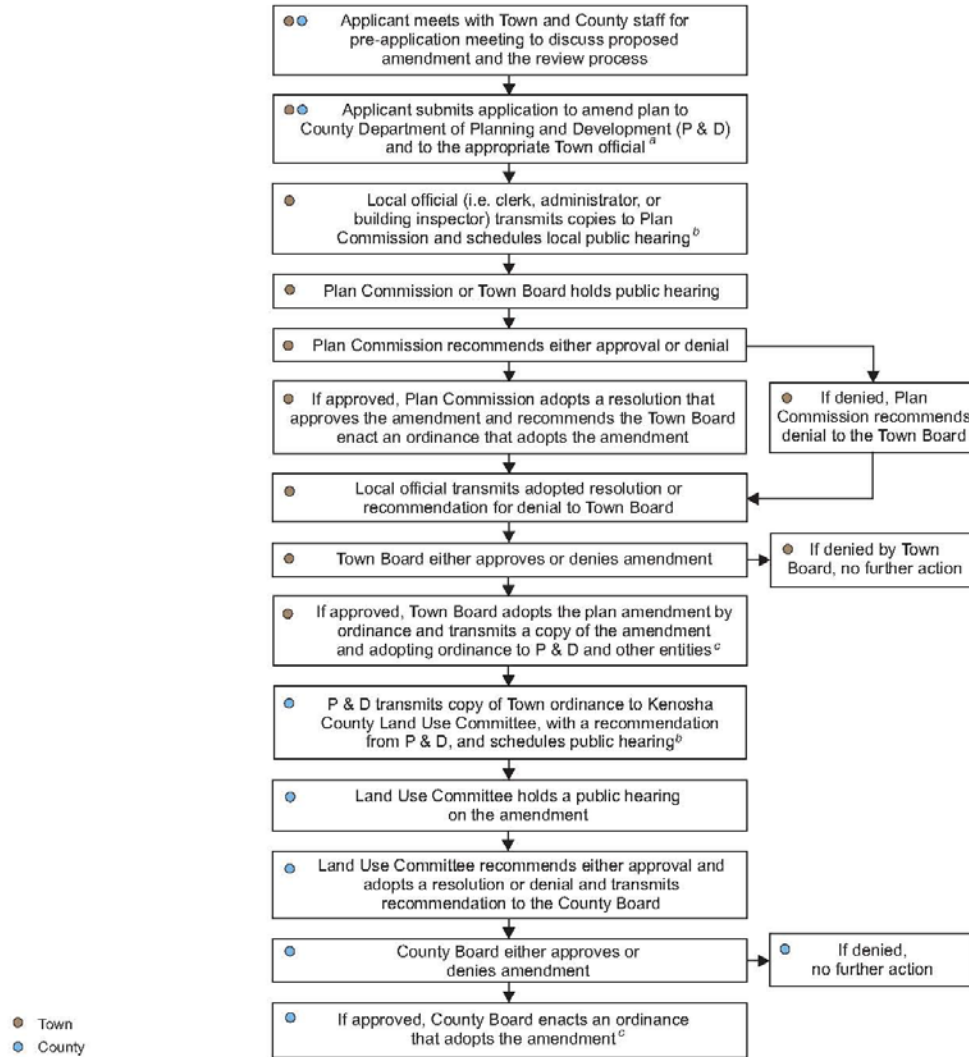 Applicant meets with Town and County staff for
pre-application meeting to discuss proposed
amendment and the review process
Applicant submits application to amend plan to
County Department of Planning and Development (P & D)
and to the appropriate Town official a
Local official (i.e. clerk, administrator, or
building inspector) transmits copies to Plan
Commission and schedules local public hearing b
Plan Commission or Town Board holds public hearing
Plan Commission recommends either approval or denial
If approved, Plan Commission adopts a resolution that
approves the amendment and recommends the Town Board
enact an ordinance that adopts the amendment
If denied, Plan
Commission recommends
denial to the Town Board
Local official transmits adopted resolution or
recommendation for denial to Town Board
Town Board either approves or denies amendment
If denied by Town
Board, no further action
If approved, Town Board adopts the plan amendment by
ordinance and transmits a copy of the amendment
and adopting ordinance to P & D and other entities c
P & D transmits copy of Town ordinance to Kenosha
County Land Use Committee, with a recommendation
from P & D, and schedules public hearing b
Land Use Committee holds a public hearing
on the amendment
Land Use Committee recommends either approval and
adopts a resolution or denial and transmits
recommendation to the County Board
County Board either approves or
denies amendment
If denied,
no further action
If approved, County Board enacts an ordinance
that adopts the amendment c
Town
County